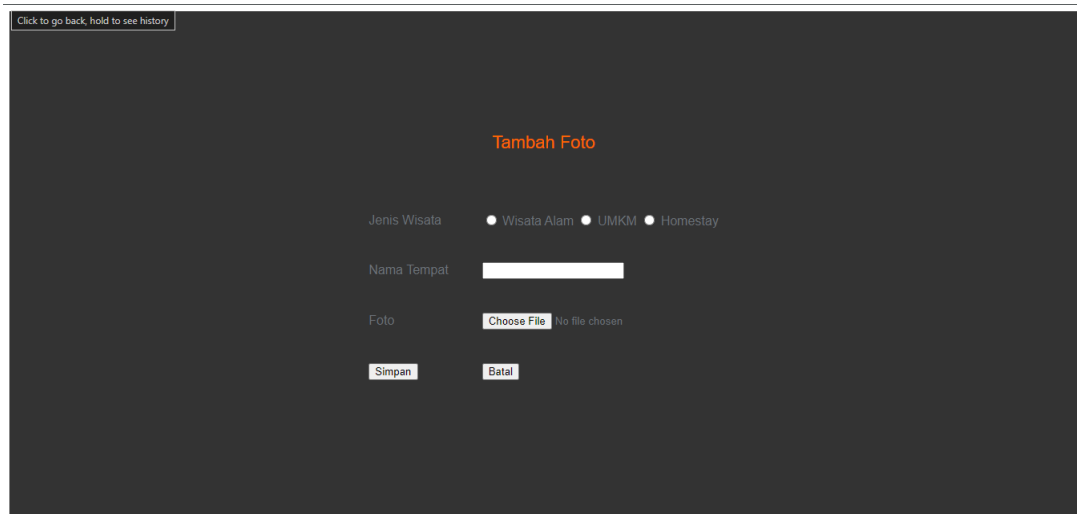 Click to go back, hold to see history
Tambah Foto
Jenis Wisata Wisata Alam UMKM Homestay
Nama Tempat
Foto Choose File No file chosen
Simpan Batal